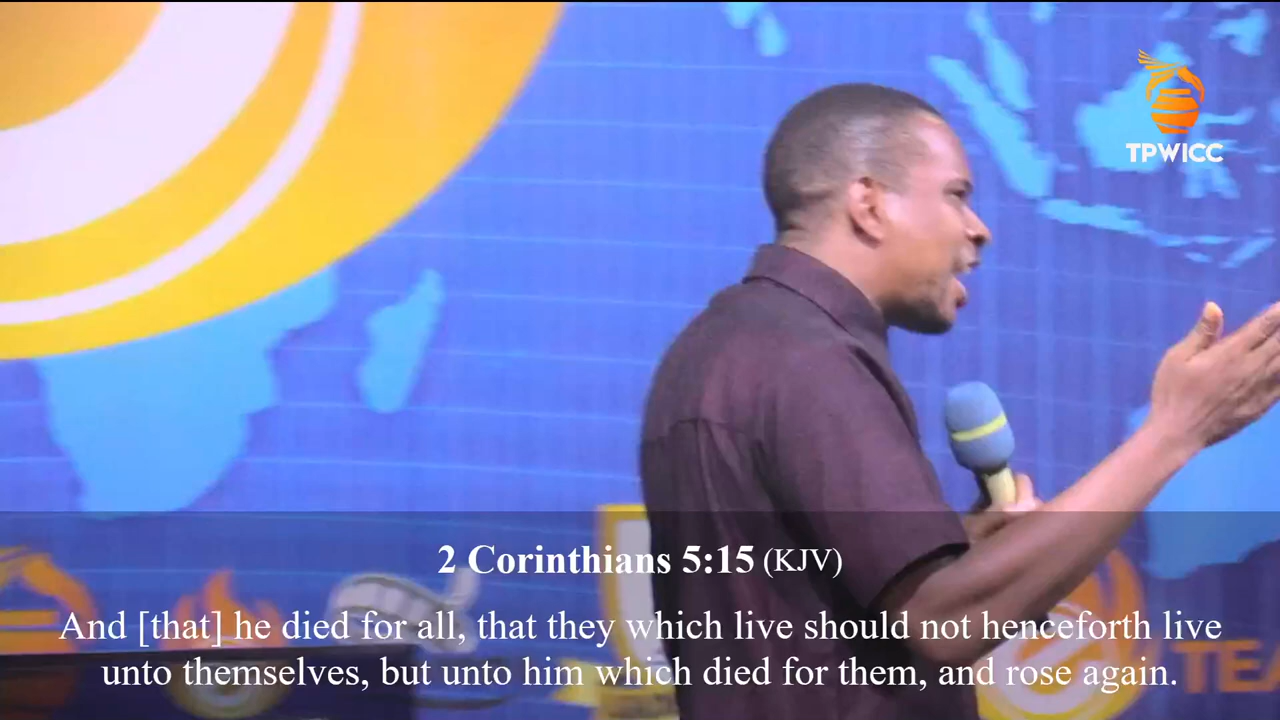 TPWICC
2 Corinthians 5:15 (KJV)
And [that] he died for all, that they which live should not henceforth live
unto themselves, but unto him which died for them, and rose again.